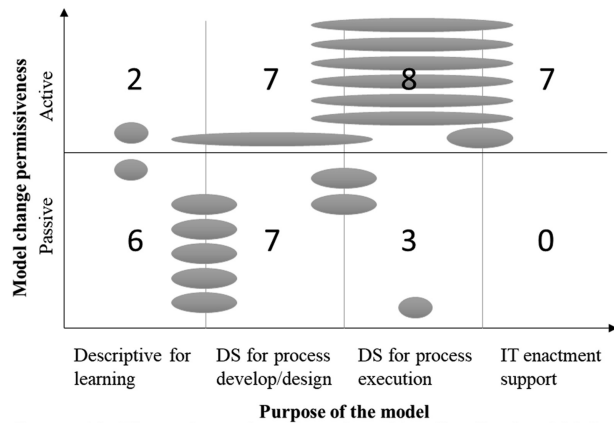 Model change permissiveness
Active
2 7 8 7
Passive
6 7 3 0
Descriptive for
learning
DS for process
develop/design
DS for process
execution
IT enactment
support
Purpose of the model